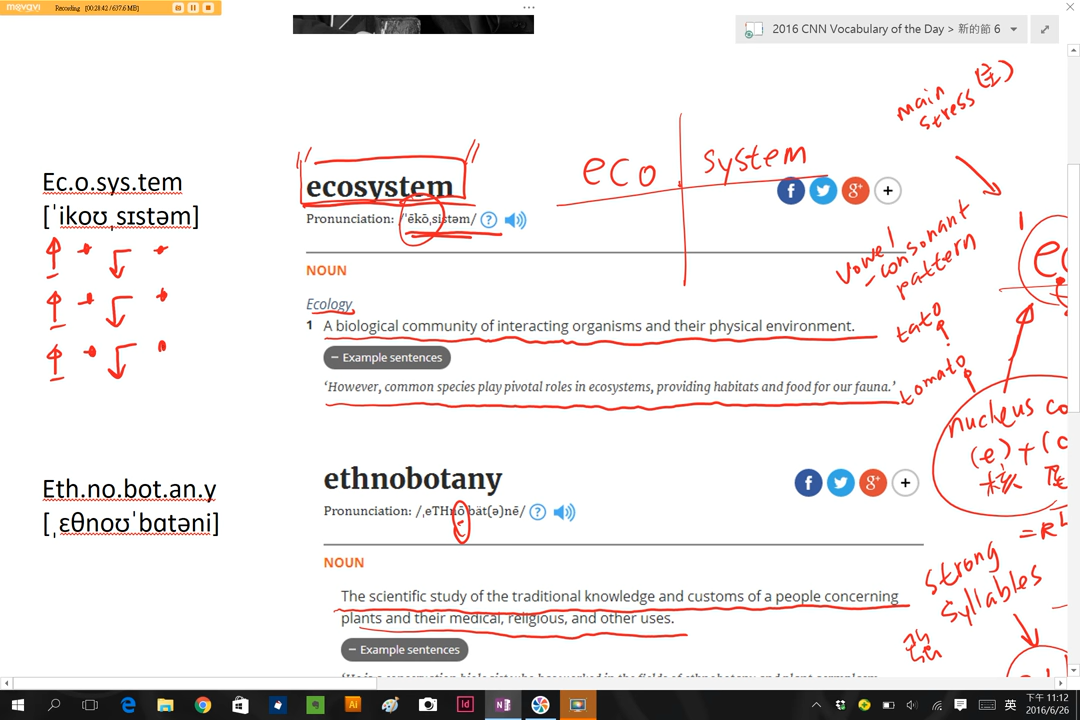 movavi
Recording [00:28:42 / 637.6 MB]
2016 CNN Vocabulary of the Day > 新的節 6
main
stress (主)
eco system
Ec.o.sys.tem
[ˈikoʊˌsɪstəm]
ecosystem
Pronunciation: /ˈēkōˌsistəm/ ?
NOUN
Ecology
1 A biological community of interacting organisms and their physical environment.
− Example sentences
‘However, common species play pivotal roles in ecosystems, providing habitats and food for our fauna.’
vowel
-consonant
pattern
tato
tomato
nucleus co
(e) + (c
核
= R
Eth.no.bot.an.y
[ˌɛθnoʊˈbɑtəni]
ethnobotany
Pronunciation: /ˌeTHnōˈbät(ə)nē/ ?
NOUN
The scientific study of the traditional knowledge and customs of a people concerning
plants and their medical, religious, and other uses.
− Example sentences
strong
syllables
強
英
下午 11:12
2016/6/26